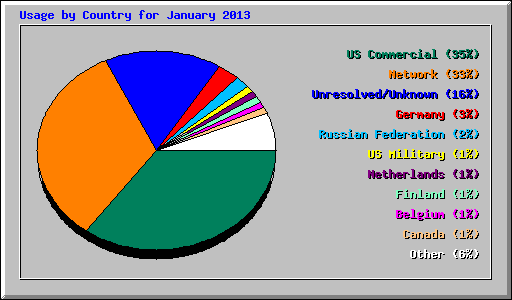 Usage by Country for January 2013
US Commercial (35%)
Network (33%)
Unresolved/Unknown (16%)
Germany (3%)
Russian Federation (2%)
US Military (1%)
Netherlands (1%)
Finland (1%)
Belgium (1%)
Canada (1%)
Other (6%)